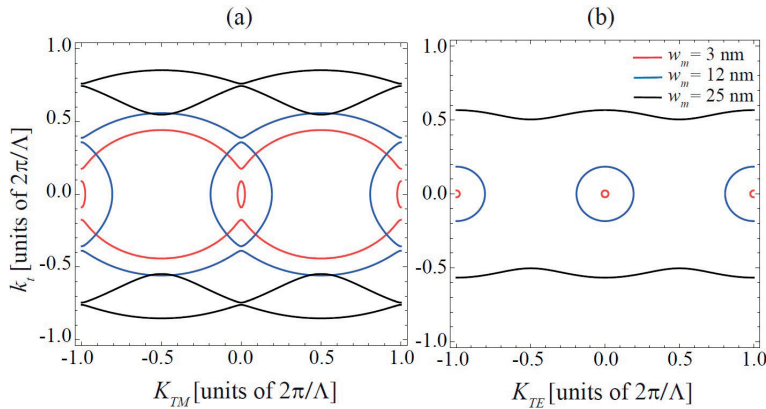 (a)
(b)
1.0
0.5
0.0
-0.5
-1.0
k_t [units of 2π/Λ]
-1.0 -0.5 0.0 0.5 1.0
K_TM [units of 2π/Λ]
1.0
0.5
0.0
-0.5
-1.0
w_m = 3 nm
w_m = 12 nm
w_m = 25 nm
-1.0 -0.5 0.0 0.5 1.0
K_TE [units of 2π/Λ]